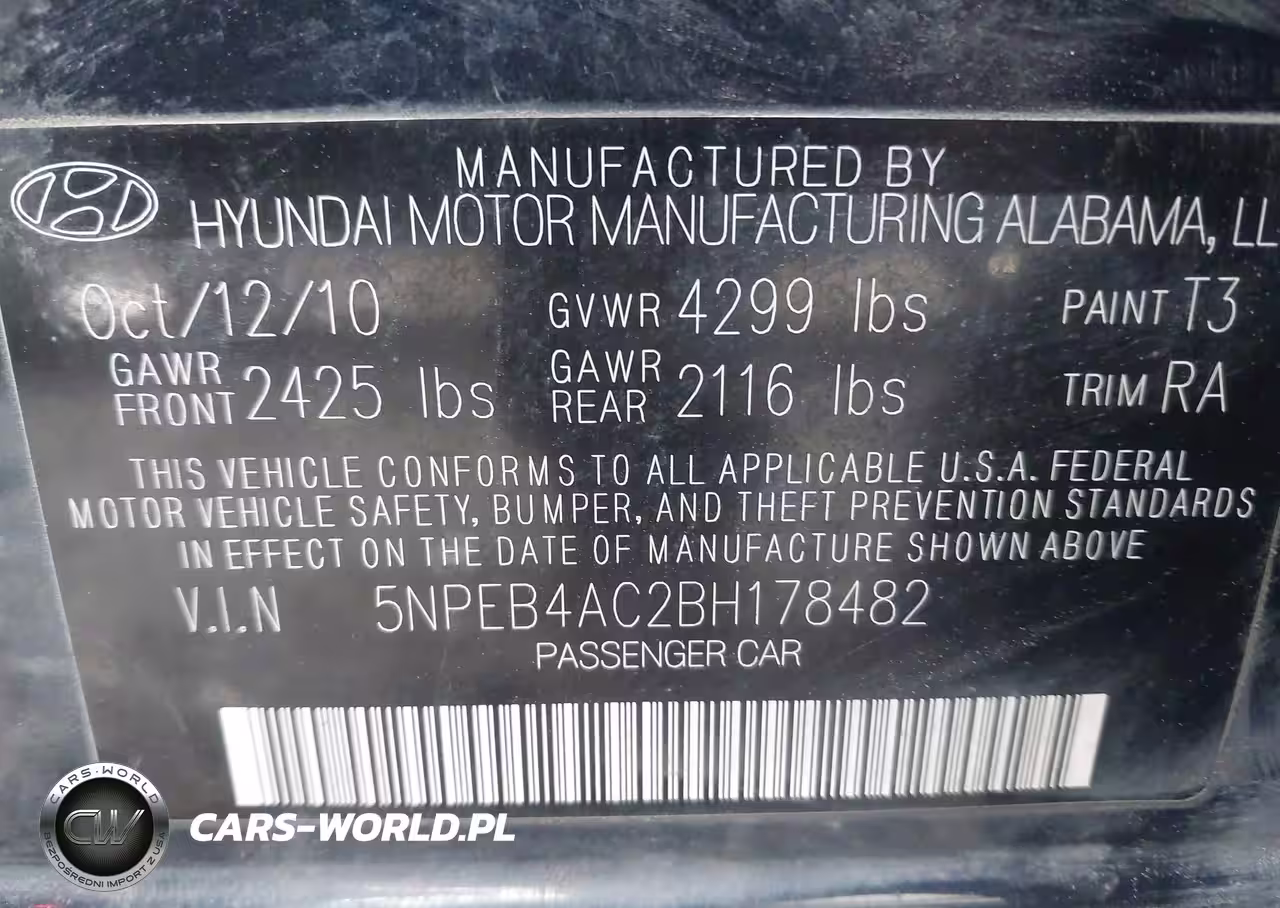 MANUFACTURED BY
HYUNDAI MOTOR MANUFACTURING ALABAMA, LL
Oct/12/10 GVWR 4299 lbs PAINT T3
GAWR FRONT 2425 lbs GAWR REAR 2116 lbs TRIM RA
THIS VEHICLE CONFORMS TO ALL APPLICABLE U.S.A. FEDERAL
MOTOR VEHICLE SAFETY, BUMPER, AND THEFT PREVENTION STANDARDS
IN EFFECT ON THE DATE OF MANUFACTURE SHOWN ABOVE
V.I.N 5NPEB4AC2BH178482
PASSENGER CAR
CARS-WORLD
CW
BEZPOŚREDNI IMPORT Z USA
CARS-WORLD.PL